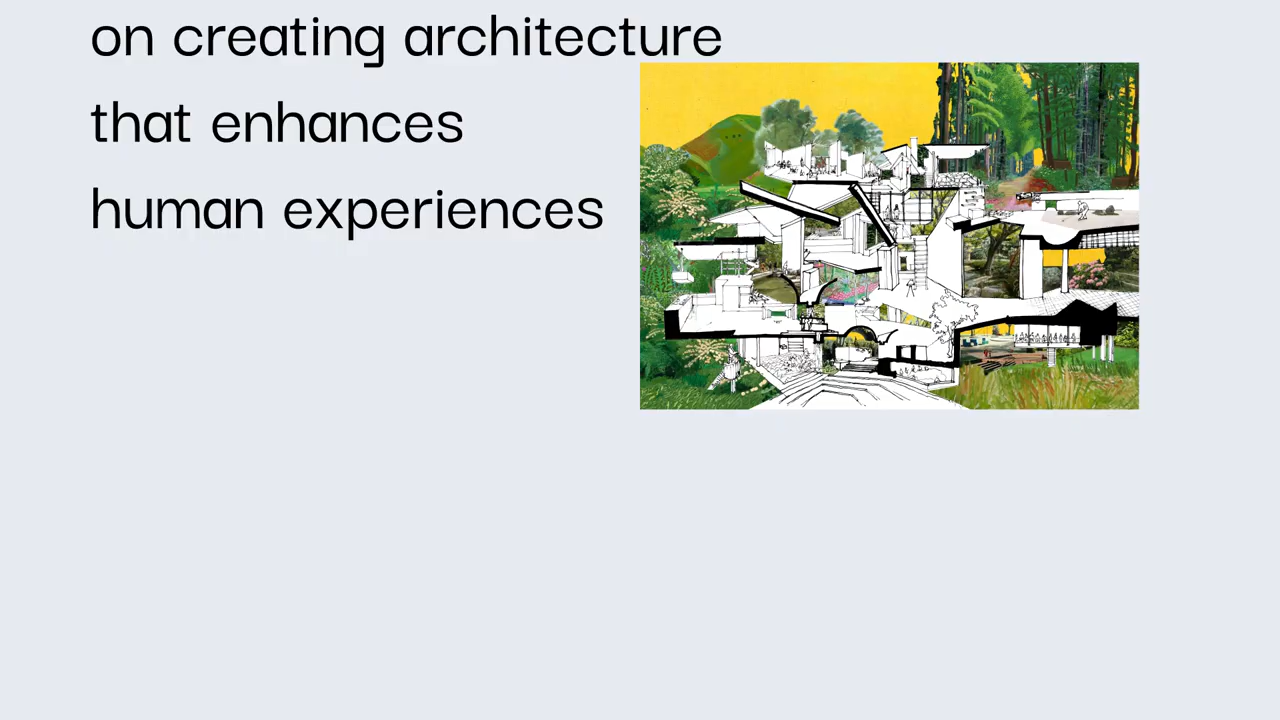 on creating architecture
that enhances
human experiences